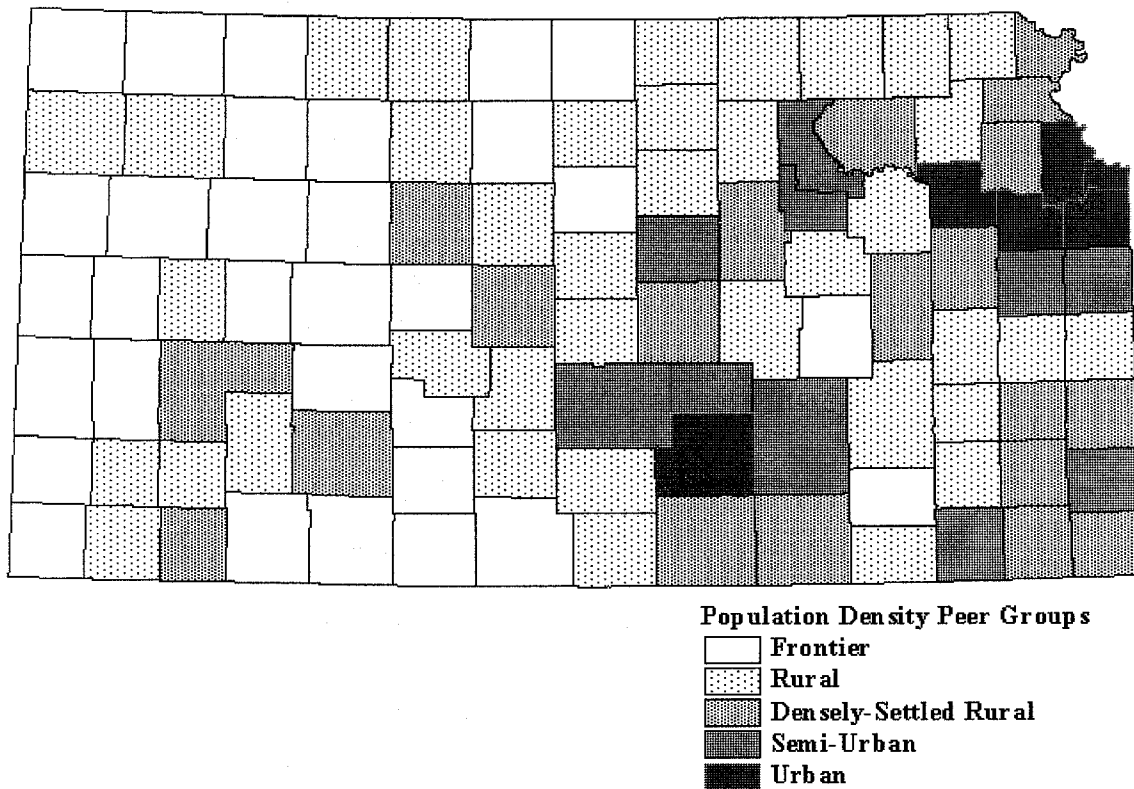 Population Density Peer Groups
Frontier
Rural
Densely-Settled Rural
Semi-Urban
Urban